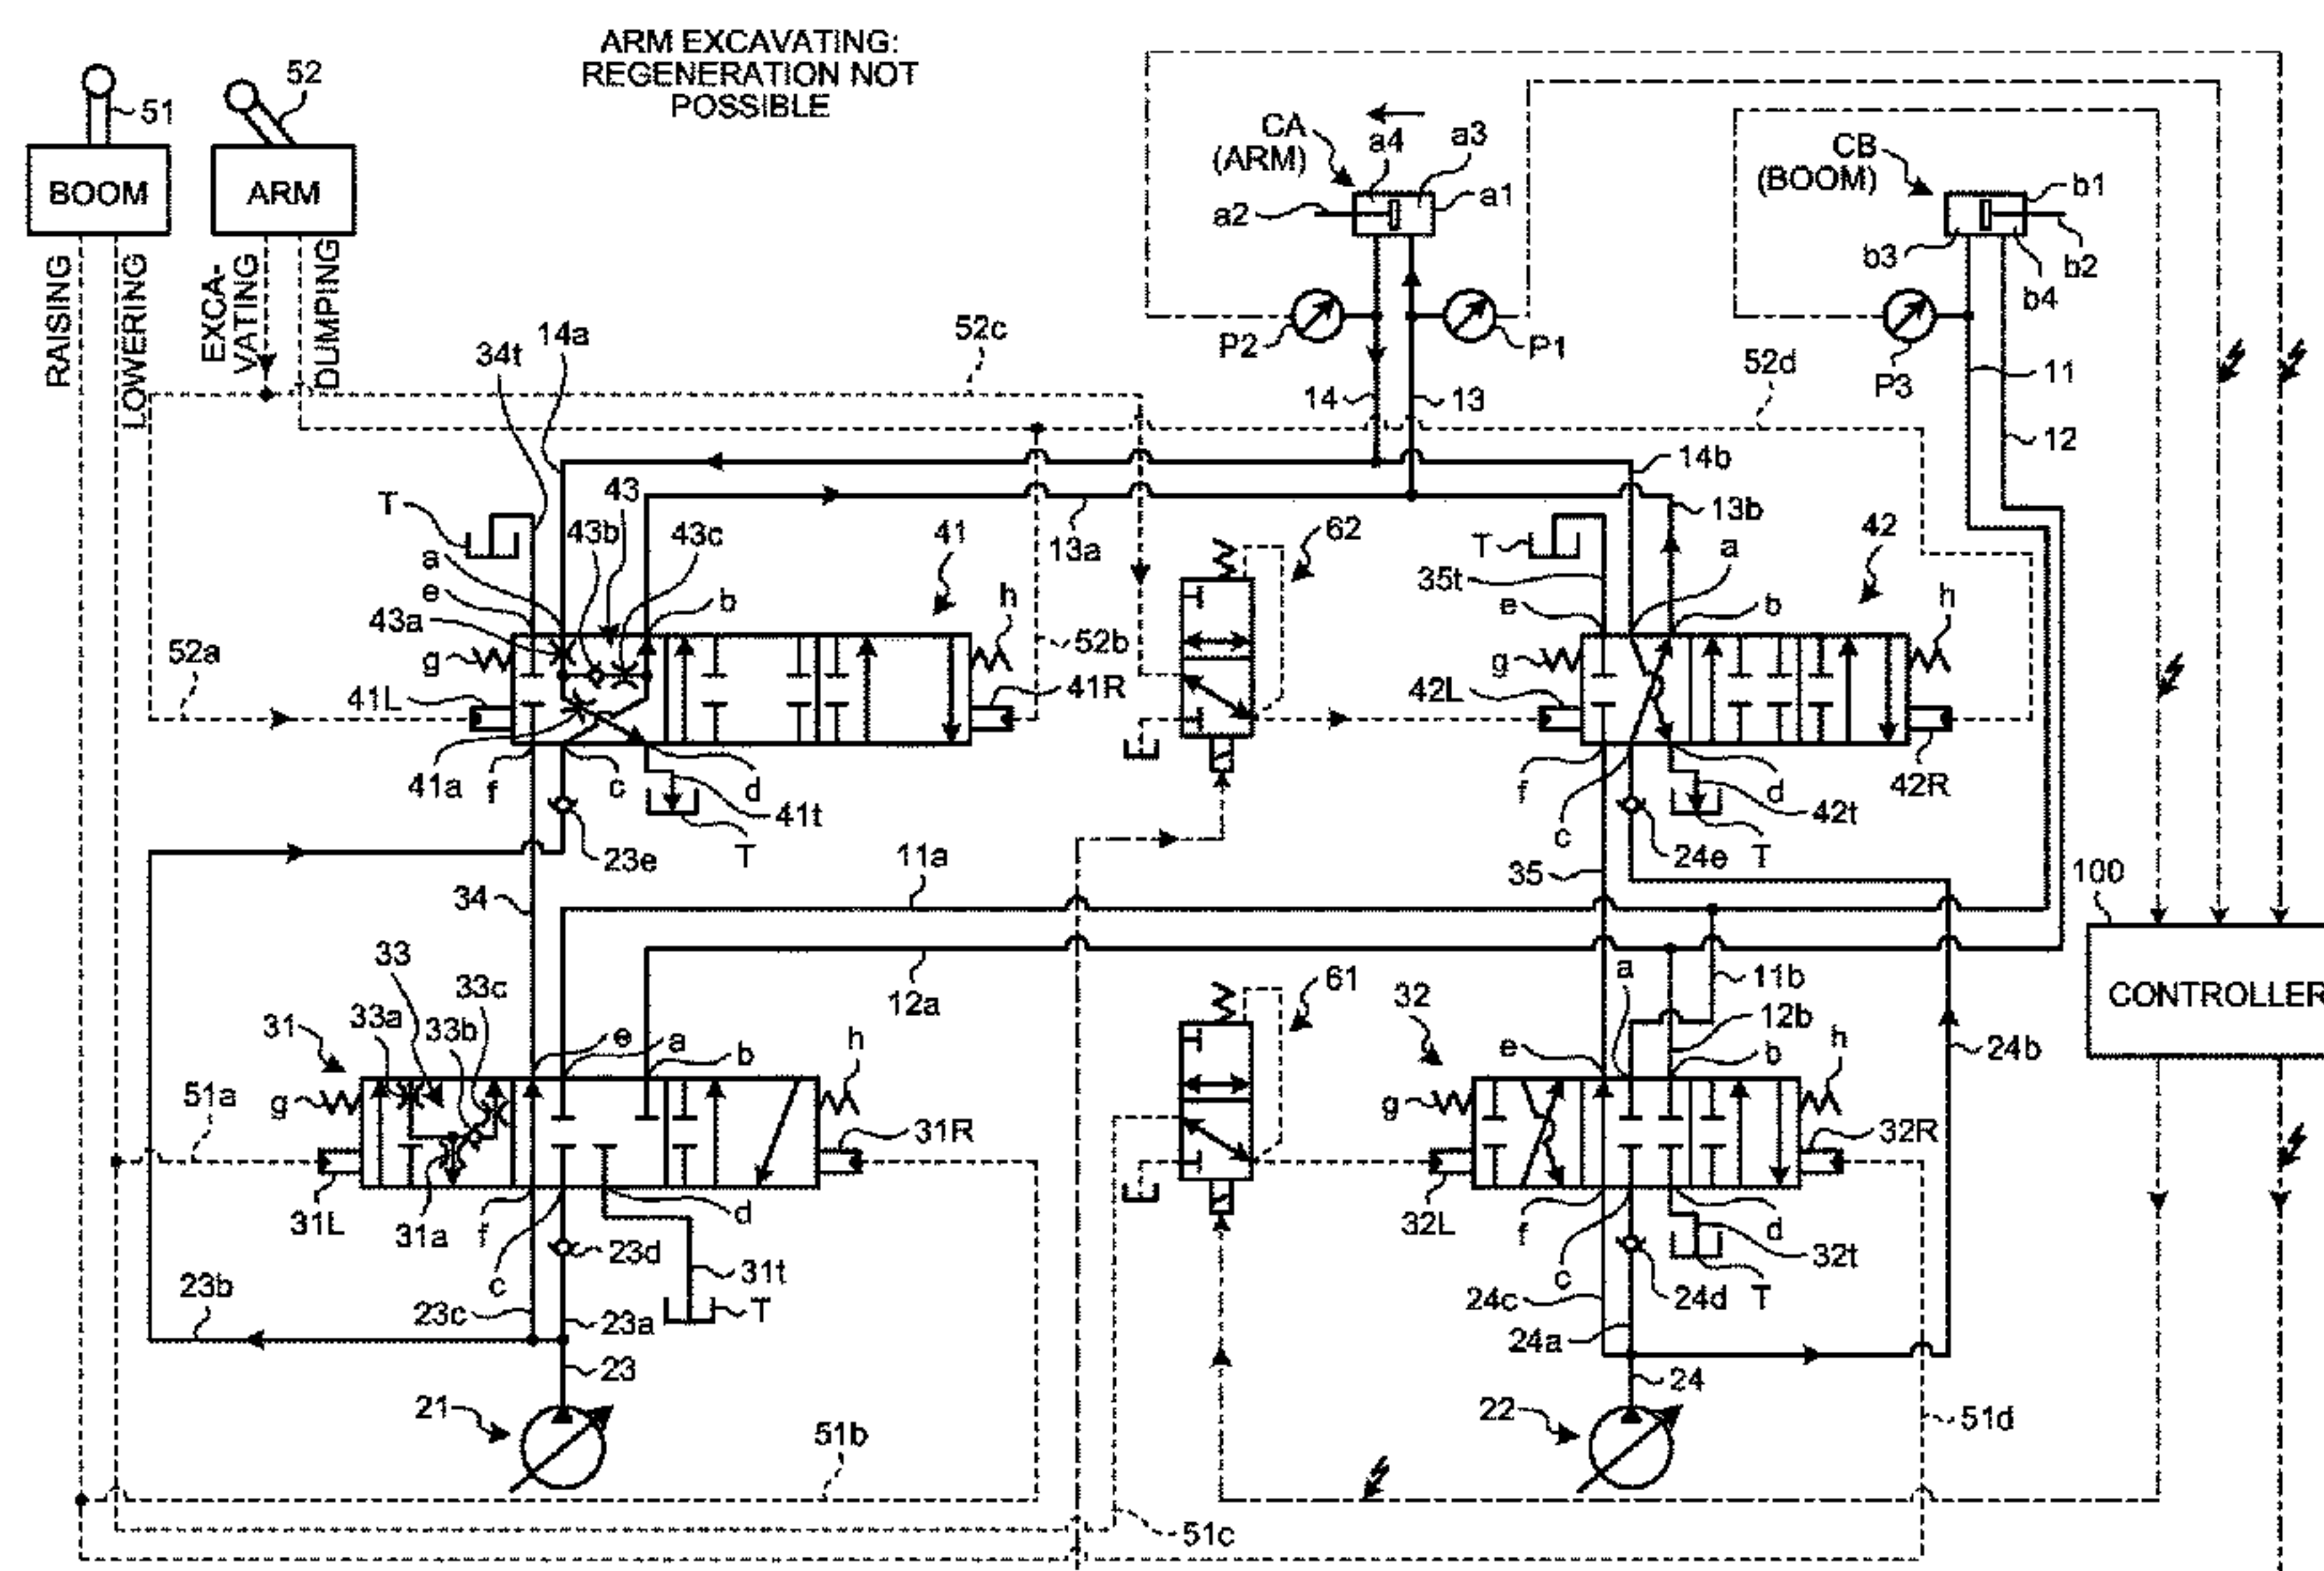 ARM EXCAVATING:
REGENERATION NOT
POSSIBLE
51
52
BOOM
ARM
RAISING
LOWERING
EXCA-
VATING
DUMPING
CA
(ARM)
a4
a3
a2
a1
CB
(BOOM)
b1
b3
b2
b4
P2
P1
P3
52c
52d
14a
34t
14
13
11
12
14b
13b
T
43
43b
43c
a
e
43a
b
41
h
13a
62
T
35t
a
e
b
42
h
52a
g
41L
41R
52b
g
42L
42R
41a
f
c
d
41t
T
23e
f
c
d
42t
24e
T
11a
35
100
34
CONTROLLER
33
33c
33a
33b
31
e
a
b
h
12a
61
32
a
11b
12b
e
b
h
24b
51a
g
31R
g
32R
31L
31a
f
c
d
23d
31t
T
32L
f
c
d
32t
24d
T
23b
23c
23a
24c
24a
23
24
21
22
51b
51d
51c